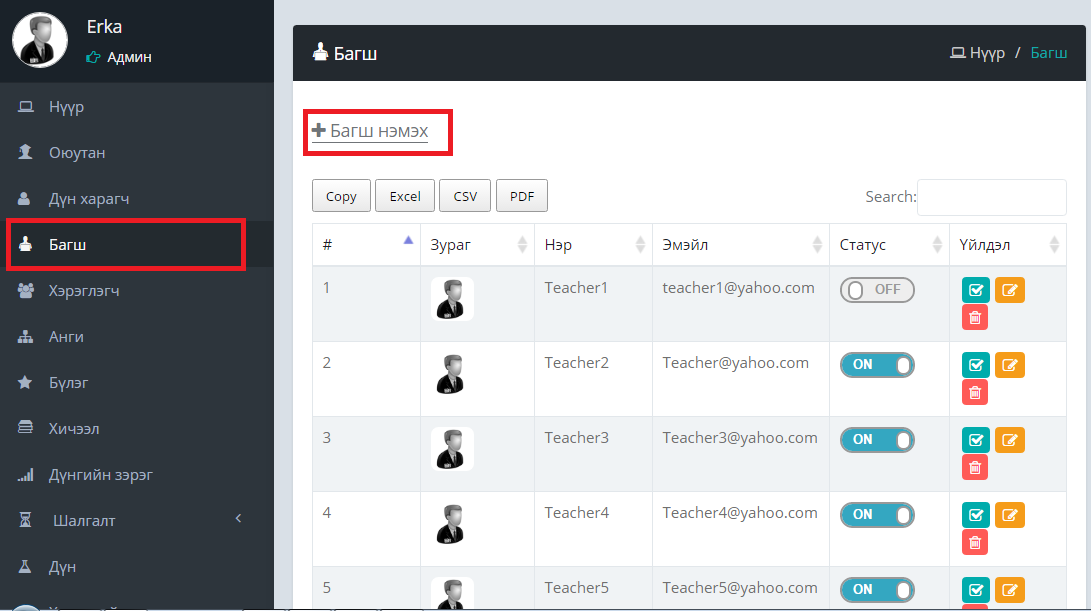 Erka
Админ
Нүүр
Оюутан
Дүн харагч
Багш
Хэрэглэгч
Анги
Бүлэг
Хичээл
Дүнгийн зэрэг
Шалгалт
Дүн
Багш
Нүүр / Багш
Багш нэмэх
Copy Excel CSV PDF Search:
# Зураг Нэр Эмэйл Статус Үйлдэл
1 Teacher1 teacher1@yahoo.com OFF
2 Teacher2 Teacher@yahoo.com ON
3 Teacher3 Teacher3@yahoo.com ON
4 Teacher4 Teacher4@yahoo.com ON
5 Teacher5 Teacher5@yahoo.com ON